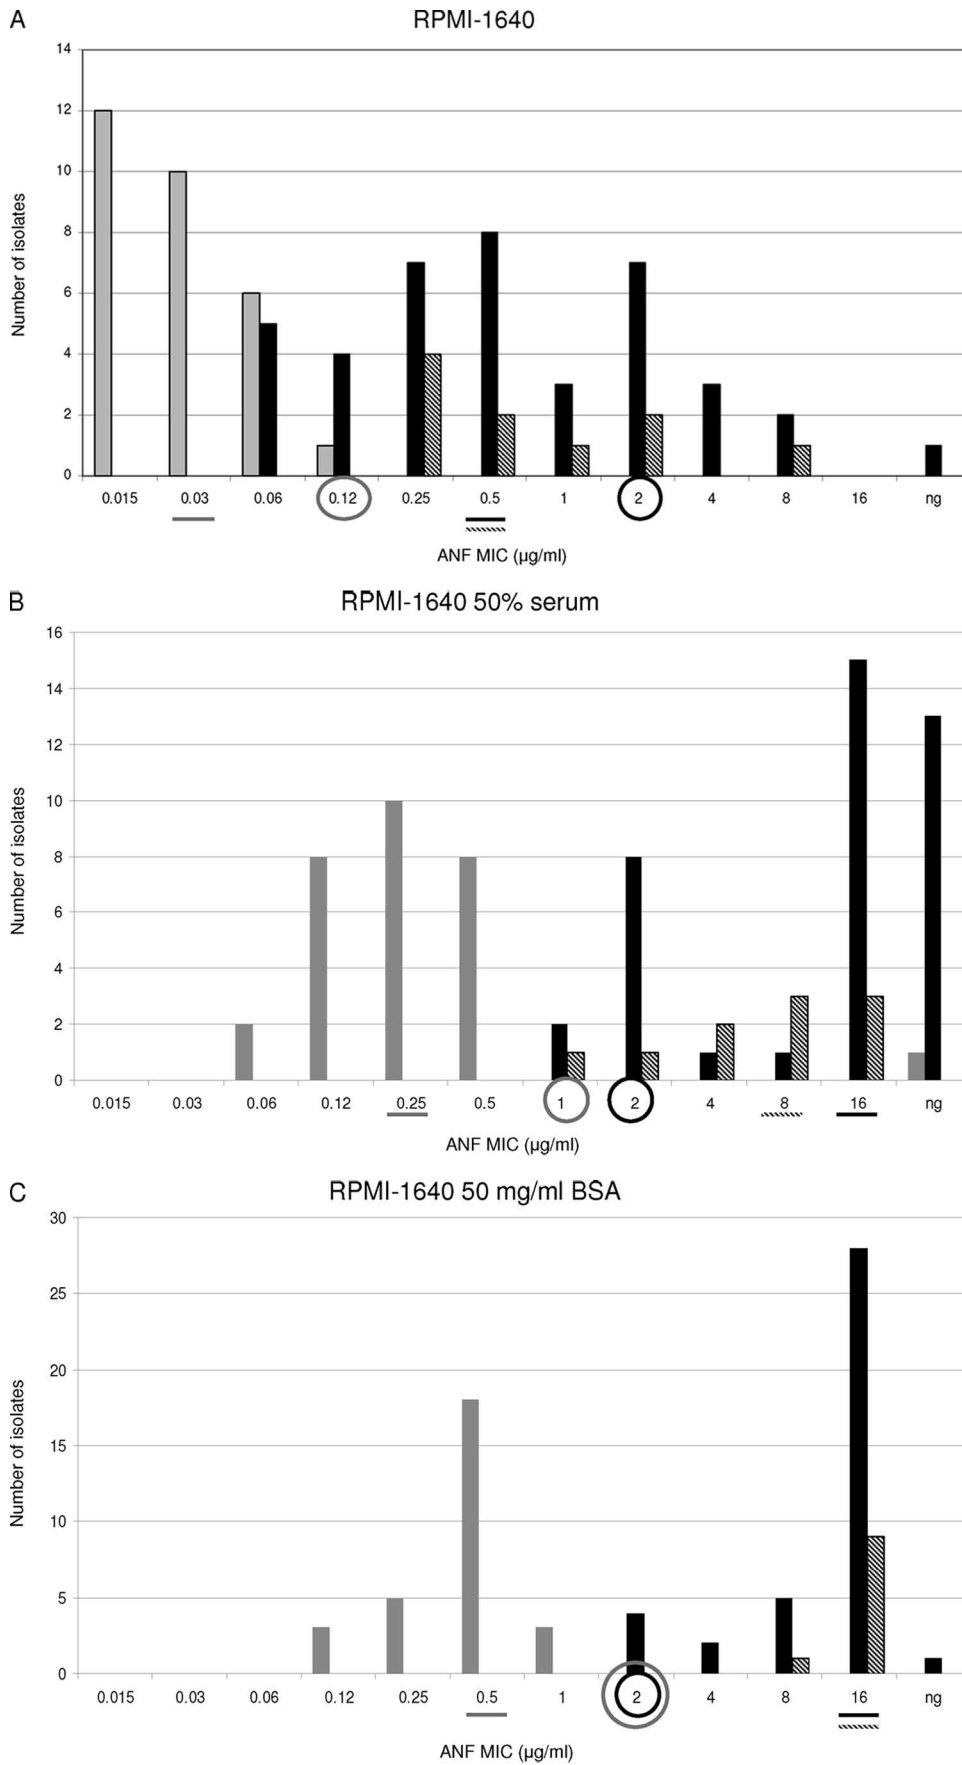 A
RPMI-1640
14
12
10
8
6
4
2
0
Number of isolates
0.015 0.03 0.06 0.12 0.25 0.5 1 2 4 8 16 ng
ANF MIC (µg/ml)
B
RPMI-1640 50% serum
16
14
12
10
8
6
4
2
0
Number of isolates
0.015 0.03 0.06 0.12 0.25 0.5 1 2 4 8 16 ng
ANF MIC (µg/ml)
C
RPMI-1640 50 mg/ml BSA
30
25
20
15
10
5
0
Number of isolates
0.015 0.03 0.06 0.12 0.25 0.5 1 2 4 8 16 ng
ANF MIC (µg/ml)